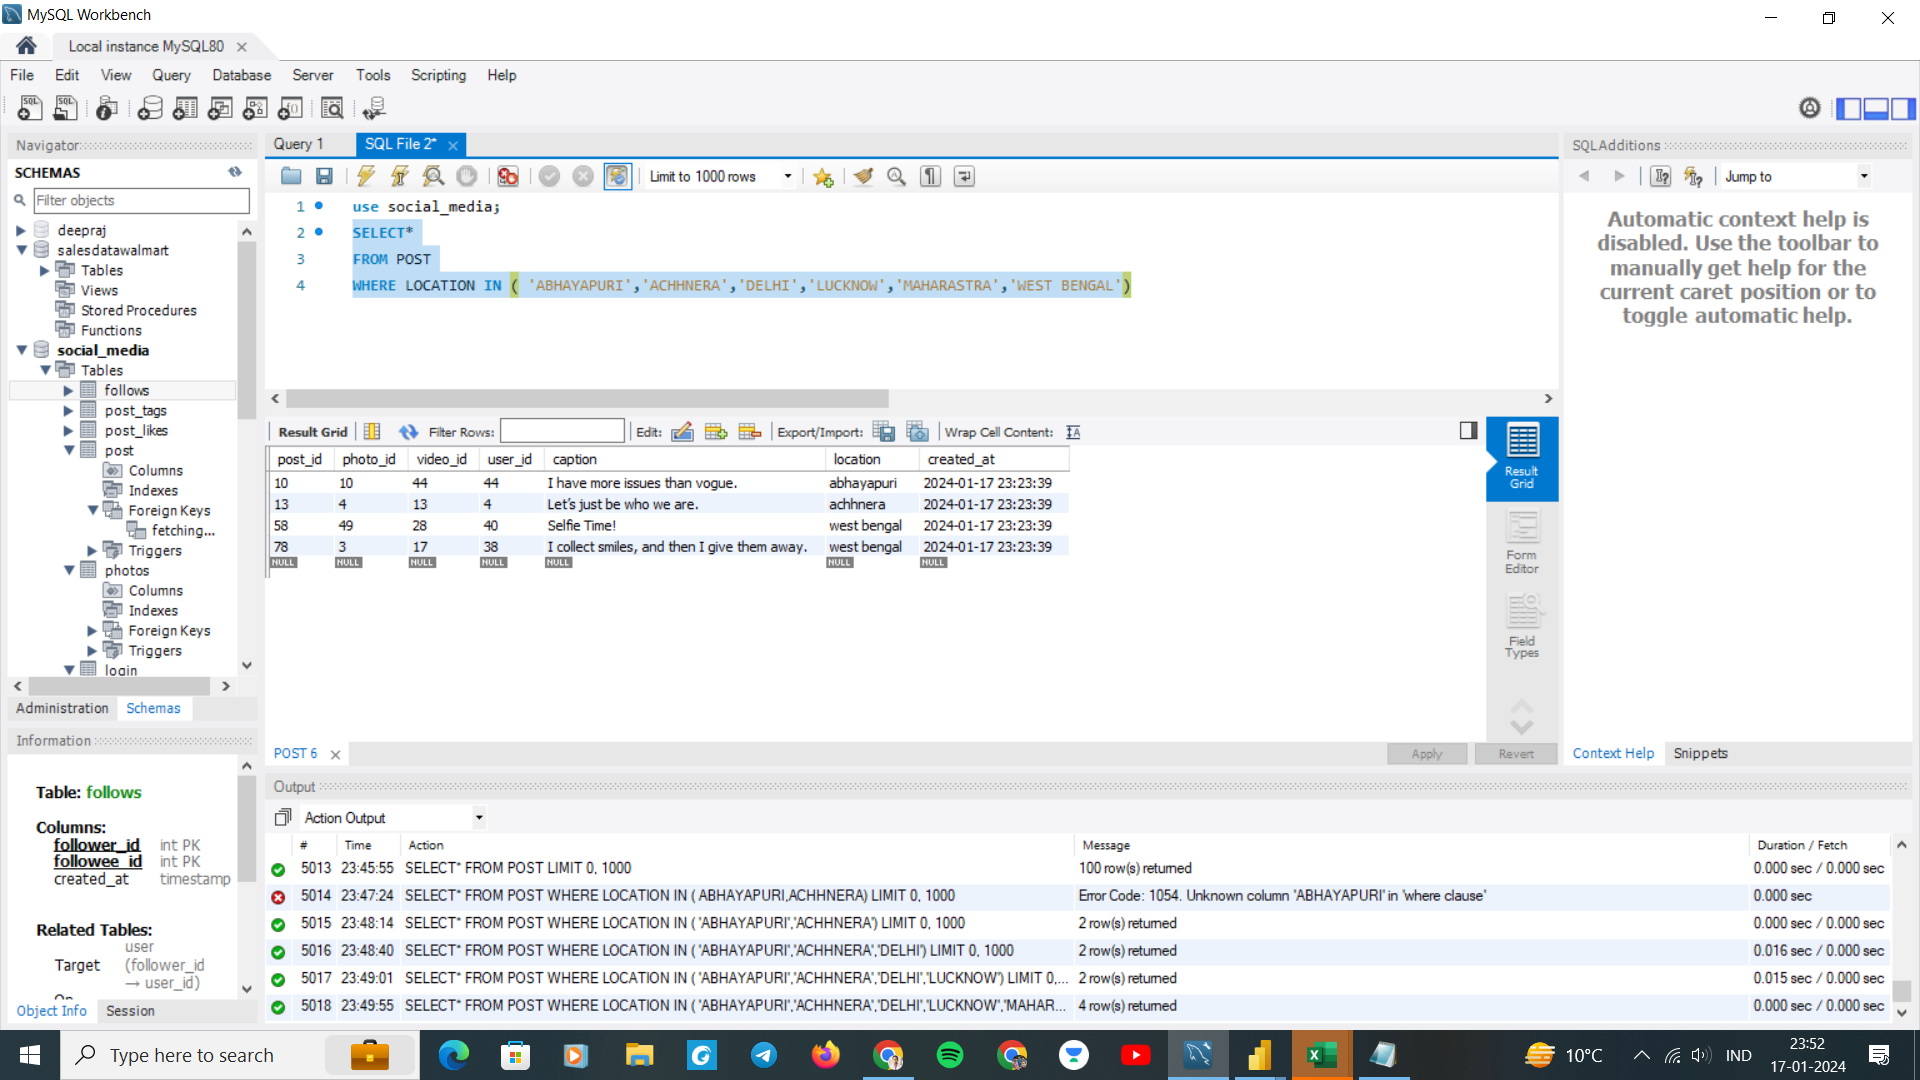 MySQL Workbench
Local instance MySQL80
File Edit View Query Database Server Tools Scripting Help
Navigator
SCHEMAS
Filter objects
deepraj
salesdatawalmart
Tables
Views
Stored Procedures
Functions
social_media
Tables
follows
post_tags
post_likes
post
Columns
Indexes
Foreign Keys
fetching...
Triggers
photos
Columns
Indexes
Foreign Keys
Triggers
login
Administration Schemas
Information
Table: follows
Columns:
follower_id int PK
followee_id int PK
created_at timestamp
Related Tables:
user
Target (follower_id
→ user_id)
On
Object Info Session
Query 1 SQL File 2*
Limit to 1000 rows
1 use social_media;
2 SELECT*
3 FROM POST
4 WHERE LOCATION IN ( 'ABHAYAPURI','ACHHNERA','DELHI','LUCKNOW','MAHARASTRA','WEST BENGAL')
Result Grid Filter Rows: Edit: Export/Import: Wrap Cell Content:
post_id photo_id video_id user_id caption location created_at
10 10 44 44 I have more issues than vogue. abhayapuri 2024-01-17 23:23:39
13 4 13 4 Let’s just be who we are. achhnera 2024-01-17 23:23:39
58 49 28 40 Selfie Time! west bengal 2024-01-17 23:23:39
78 3 17 38 I collect smiles, and then I give them away. west bengal 2024-01-17 23:23:39
NULL NULL NULL NULL NULL NULL NULL
Result
Grid
Form
Editor
Field
Types
POST 6
Apply Revert
SQLAdditions
Jump to
Automatic context help is
disabled. Use the toolbar to
manually get help for the
current caret position or to
toggle automatic help.
Context Help Snippets
Output
Action Output
# Time Action Message Duration / Fetch
5013 23:45:55 SELECT* FROM POST LIMIT 0, 1000 100 row(s) returned 0.000 sec / 0.000 sec
5014 23:47:24 SELECT* FROM POST WHERE LOCATION IN ( ABHAYAPURI,ACHHNERA) LIMIT 0, 1000 Error Code: 1054. Unknown column 'ABHAYAPURI' in 'where clause' 0.000 sec
5015 23:48:14 SELECT* FROM POST WHERE LOCATION IN ( 'ABHAYAPURI','ACHHNERA') LIMIT 0, 1000 2 row(s) returned 0.000 sec / 0.000 sec
5016 23:48:40 SELECT* FROM POST WHERE LOCATION IN ( 'ABHAYAPURI','ACHHNERA','DELHI') LIMIT 0, 1000 2 row(s) returned 0.016 sec / 0.000 sec
5017 23:49:01 SELECT* FROM POST WHERE LOCATION IN ( 'ABHAYAPURI','ACHHNERA','DELHI','LUCKNOW') LIMIT 0,... 2 row(s) returned 0.015 sec / 0.000 sec
5018 23:49:55 SELECT* FROM POST WHERE LOCATION IN ( 'ABHAYAPURI','ACHHNERA','DELHI','LUCKNOW','MAHAR... 4 row(s) returned 0.000 sec / 0.000 sec
Type here to search
10°C
IND
23:52
17-01-2024